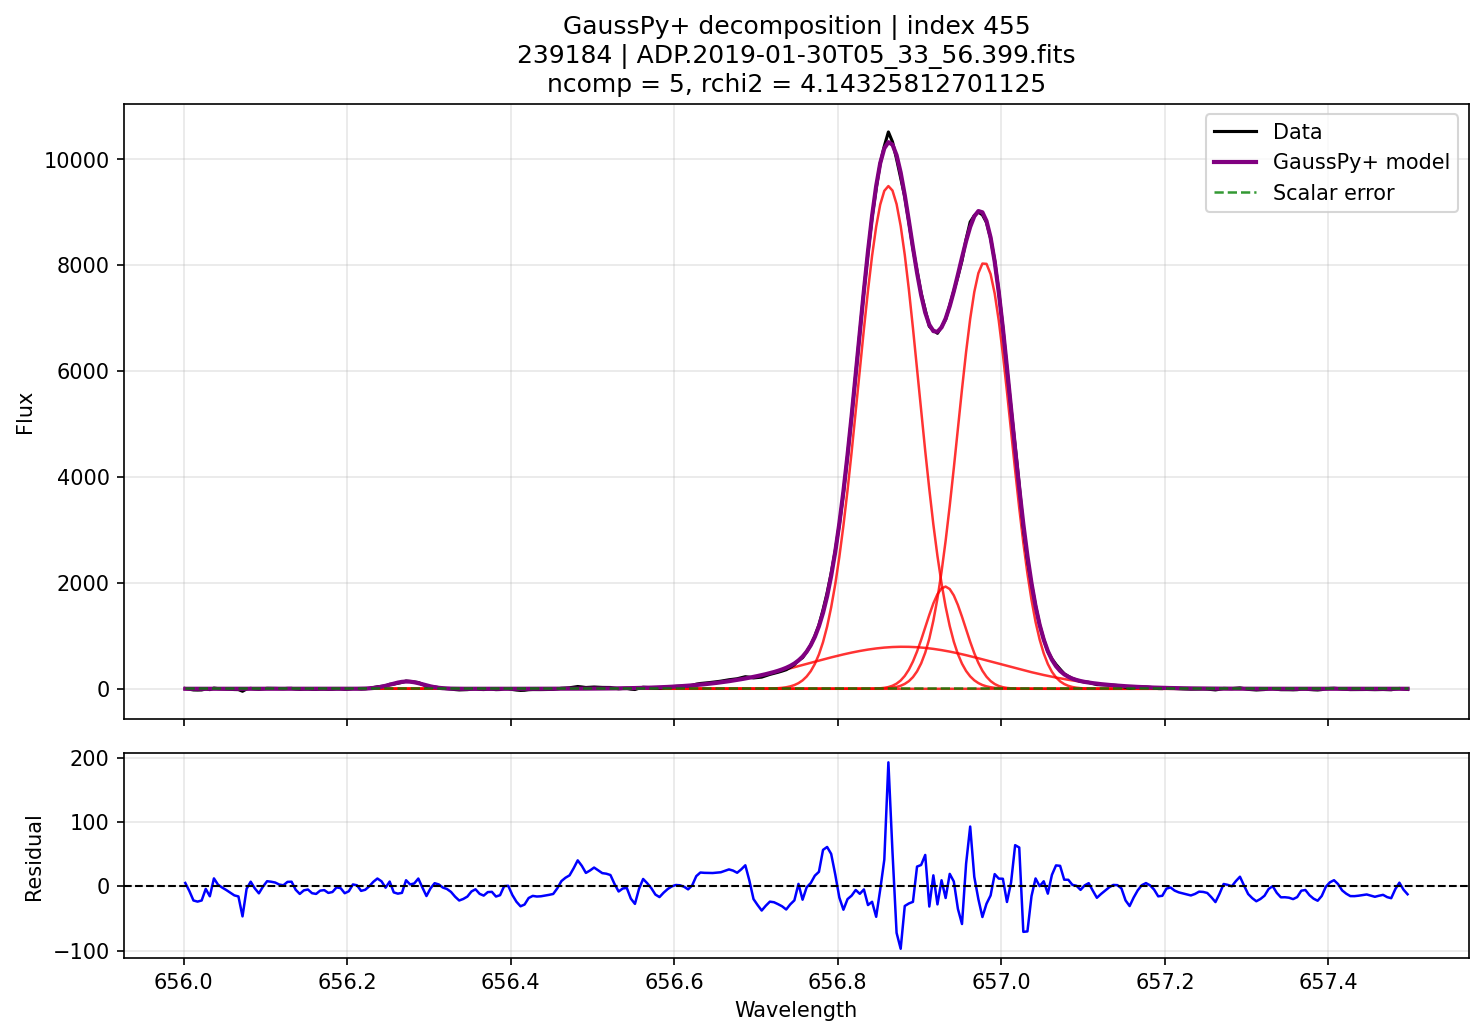 GaussPy+ decomposition | index 455
239184 | ADP.2019-01-30T05_33_56.399.fits
ncomp = 5, rchi2 = 4.14325812701125
Data
GaussPy+ model
Scalar error
Flux
10000
8000
6000
4000
2000
0
Residual
200
100
0
−100
656.0 656.2 656.4 656.6 656.8 657.0 657.2 657.4
Wavelength